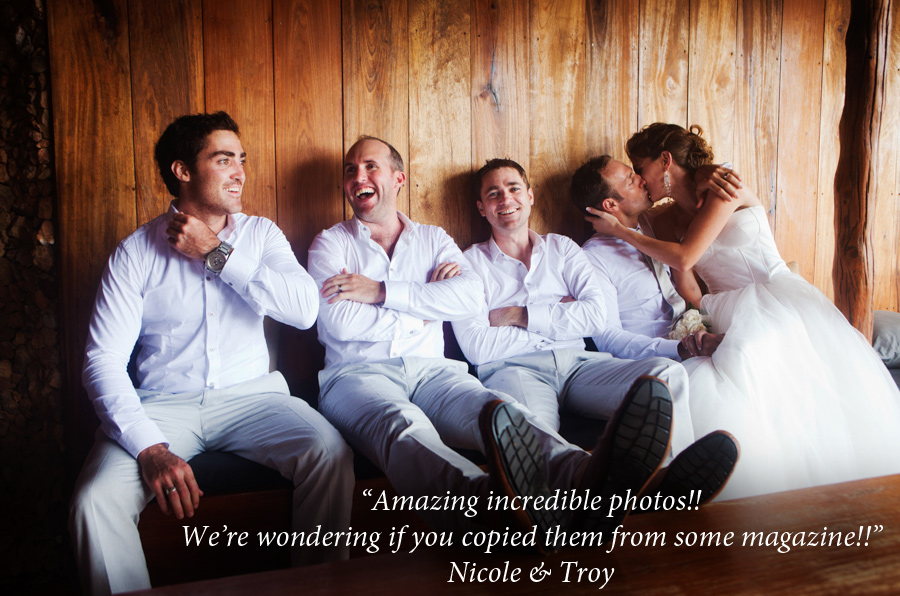 “Amazing incredible photos!!
We’re wondering if you copied them from some magazine!!”
Nicole & Troy